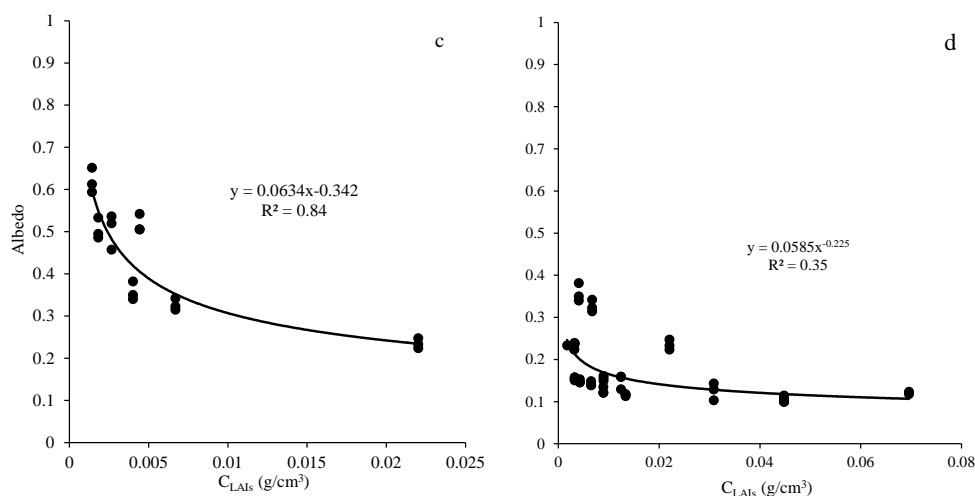 c
1
0.9
0.8
0.7
0.6
0.5
0.4
0.3
0.2
0.1
0
Albedo
y = 0.0634x-0.342
R² = 0.84
0 0.005 0.01 0.015 0.02 0.025
C_LAIs (g/cm³)
d
1
0.9
0.8
0.7
0.6
0.5
0.4
0.3
0.2
0.1
0
y = 0.0585x^-0.225
R² = 0.35
0 0.02 0.04 0.06 0.08
C_LAIs (g/cm³)